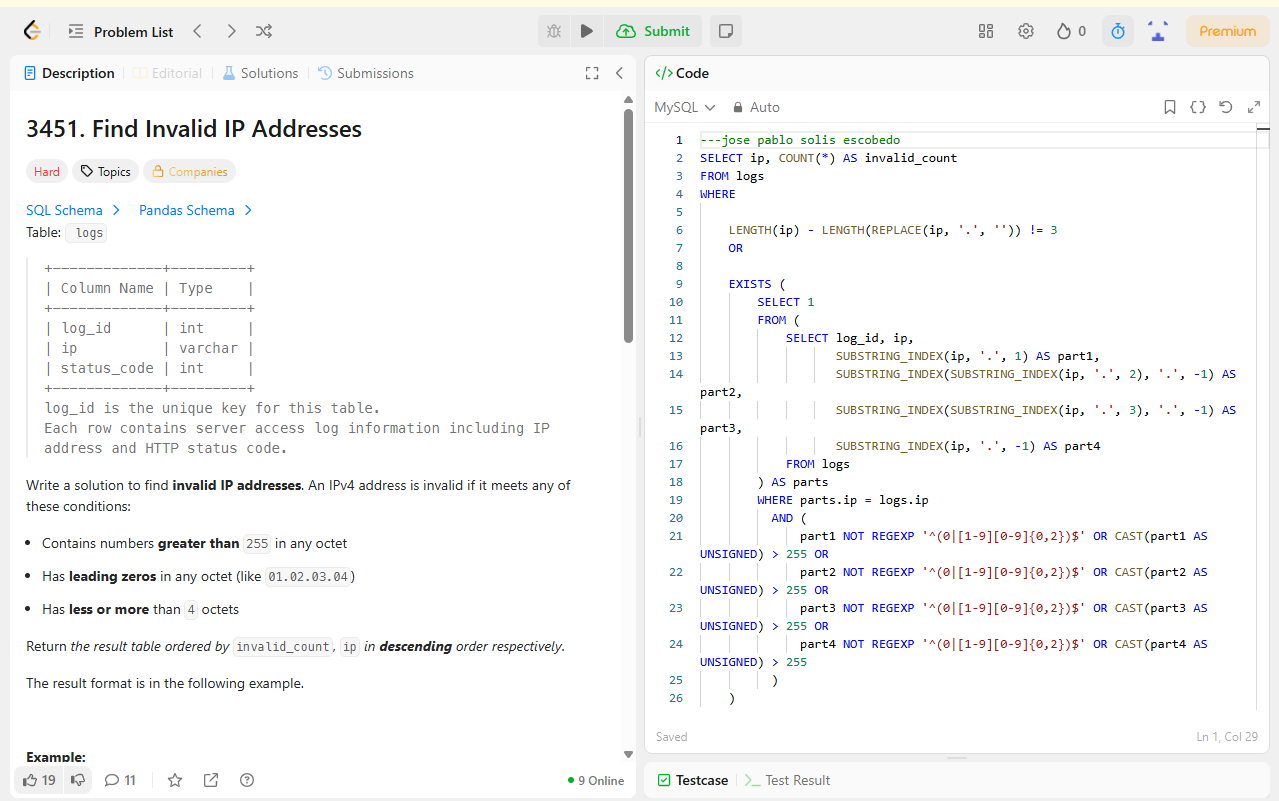 Problem List
Submit
0
Premium
Description
Editorial
Solutions
Submissions
3451. Find Invalid IP Addresses
Hard
Topics
Companies
SQL Schema
Pandas Schema
Table: logs
+-------------+---------+
| Column Name | Type    |
+-------------+---------+
| log_id      | int     |
| ip          | varchar |
| status_code | int     |
+-------------+---------+
log_id is the unique key for this table.
Each row contains server access log information including IP
address and HTTP status code.
Write a solution to find invalid IP addresses. An IPv4 address is invalid if it meets any of
these conditions:
• Contains numbers greater than 255 in any octet
• Has leading zeros in any octet (like 01.02.03.04)
• Has less or more than 4 octets
Return the result table ordered by invalid_count, ip in descending order respectively.
The result format is in the following example.
Example:
19
11
9 Online
</> Code
MySQL
Auto
1 ---jose pablo solis escobedo
2 SELECT ip, COUNT(*) AS invalid_count
3 FROM logs
4 WHERE
5
6 LENGTH(ip) - LENGTH(REPLACE(ip, '.', '')) != 3
7 OR
8
9 EXISTS (
10 SELECT 1
11 FROM (
12 SELECT log_id, ip,
13 SUBSTRING_INDEX(ip, '.', 1) AS part1,
14 SUBSTRING_INDEX(SUBSTRING_INDEX(ip, '.', 2), '.', -1) AS
part2,
15 SUBSTRING_INDEX(SUBSTRING_INDEX(ip, '.', 3), '.', -1) AS
part3,
16 SUBSTRING_INDEX(ip, '.', -1) AS part4
17 FROM logs
18 ) AS parts
19 WHERE parts.ip = logs.ip
20 AND (
21 part1 NOT REGEXP '^(0|[1-9][0-9]{0,2})$' OR CAST(part1 AS
UNSIGNED) > 255 OR
22 part2 NOT REGEXP '^(0|[1-9][0-9]{0,2})$' OR CAST(part2 AS
UNSIGNED) > 255 OR
23 part3 NOT REGEXP '^(0|[1-9][0-9]{0,2})$' OR CAST(part3 AS
UNSIGNED) > 255 OR
24 part4 NOT REGEXP '^(0|[1-9][0-9]{0,2})$' OR CAST(part4 AS
UNSIGNED) > 255
25 )
26 )
Saved
Ln 1, Col 29
Testcase
Test Result